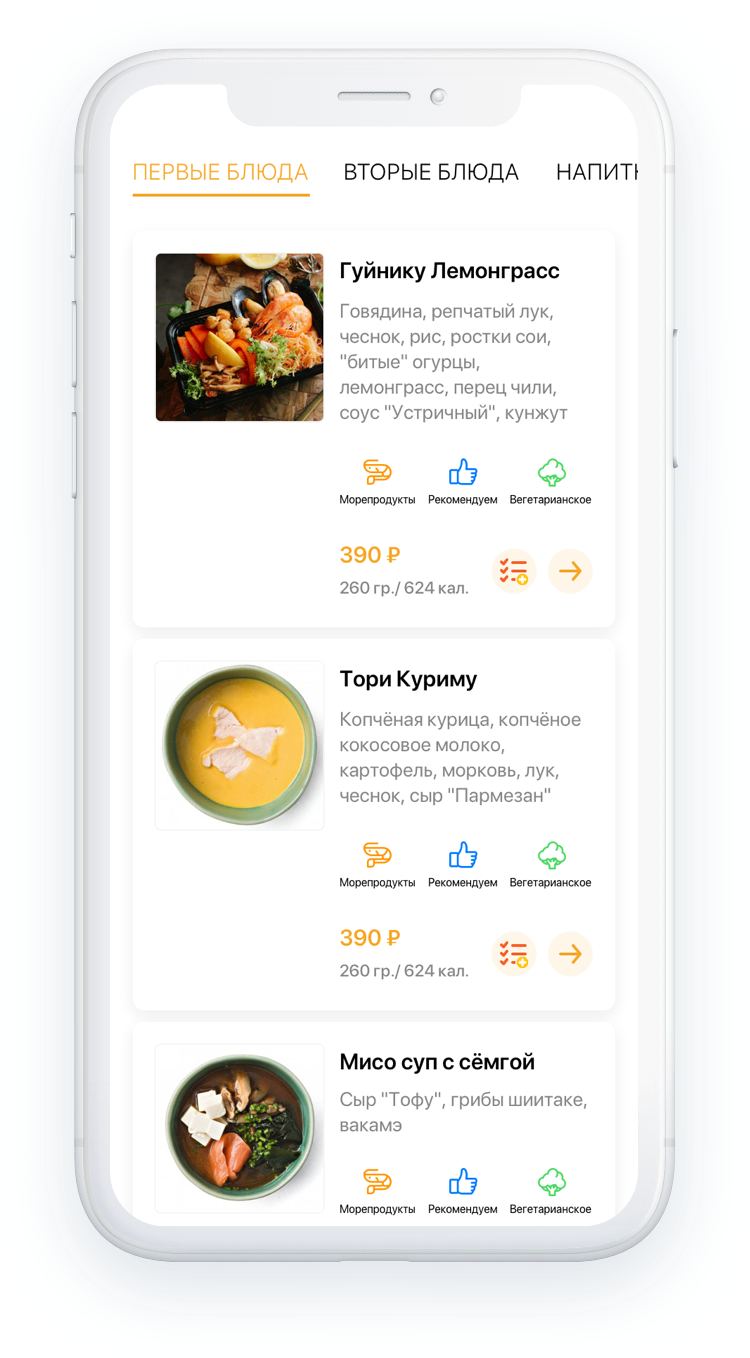 ПЕРВЫЕ БЛЮДА ВТОРЫЕ БЛЮДА
Гуйнику Лемонграсс
Говядина, репчатый лук,
чеснок, рис, ростки сои,
"битые" огурцы,
лемонграсс, перец чили,
соус "Устричный", кунжут
Морепродукты Рекомендуем Вегетарианское
390 ₽
260 гр./ 624 кал.
Тори Куриму
Копчёная курица, копчёное
кокосовое молоко,
картофель, морковь, лук,
чеснок, сыр "Пармезан"
Морепродукты Рекомендуем Вегетарианское
390 ₽
260 гр./ 624 кал.
Мисо суп с сёмгой
Сыр "Тофу", грибы шиитаке,
вакамэ
Морепродукты Рекомендуем Вегетарианское